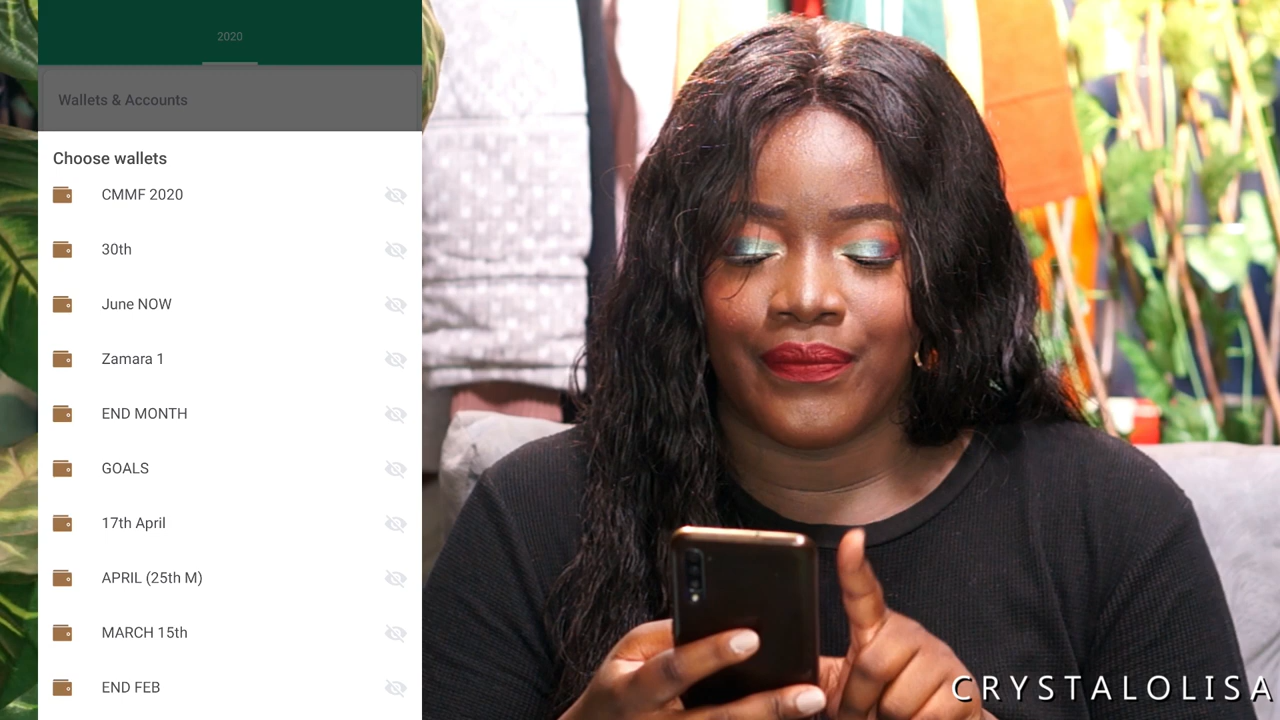 2020
Wallets & Accounts
Choose wallets
CMMF 2020
30th
June NOW
Zamara 1
END MONTH
GOALS
17th April
APRIL (25th M)
MARCH 15th
END FEB
CRYSTALOLISA